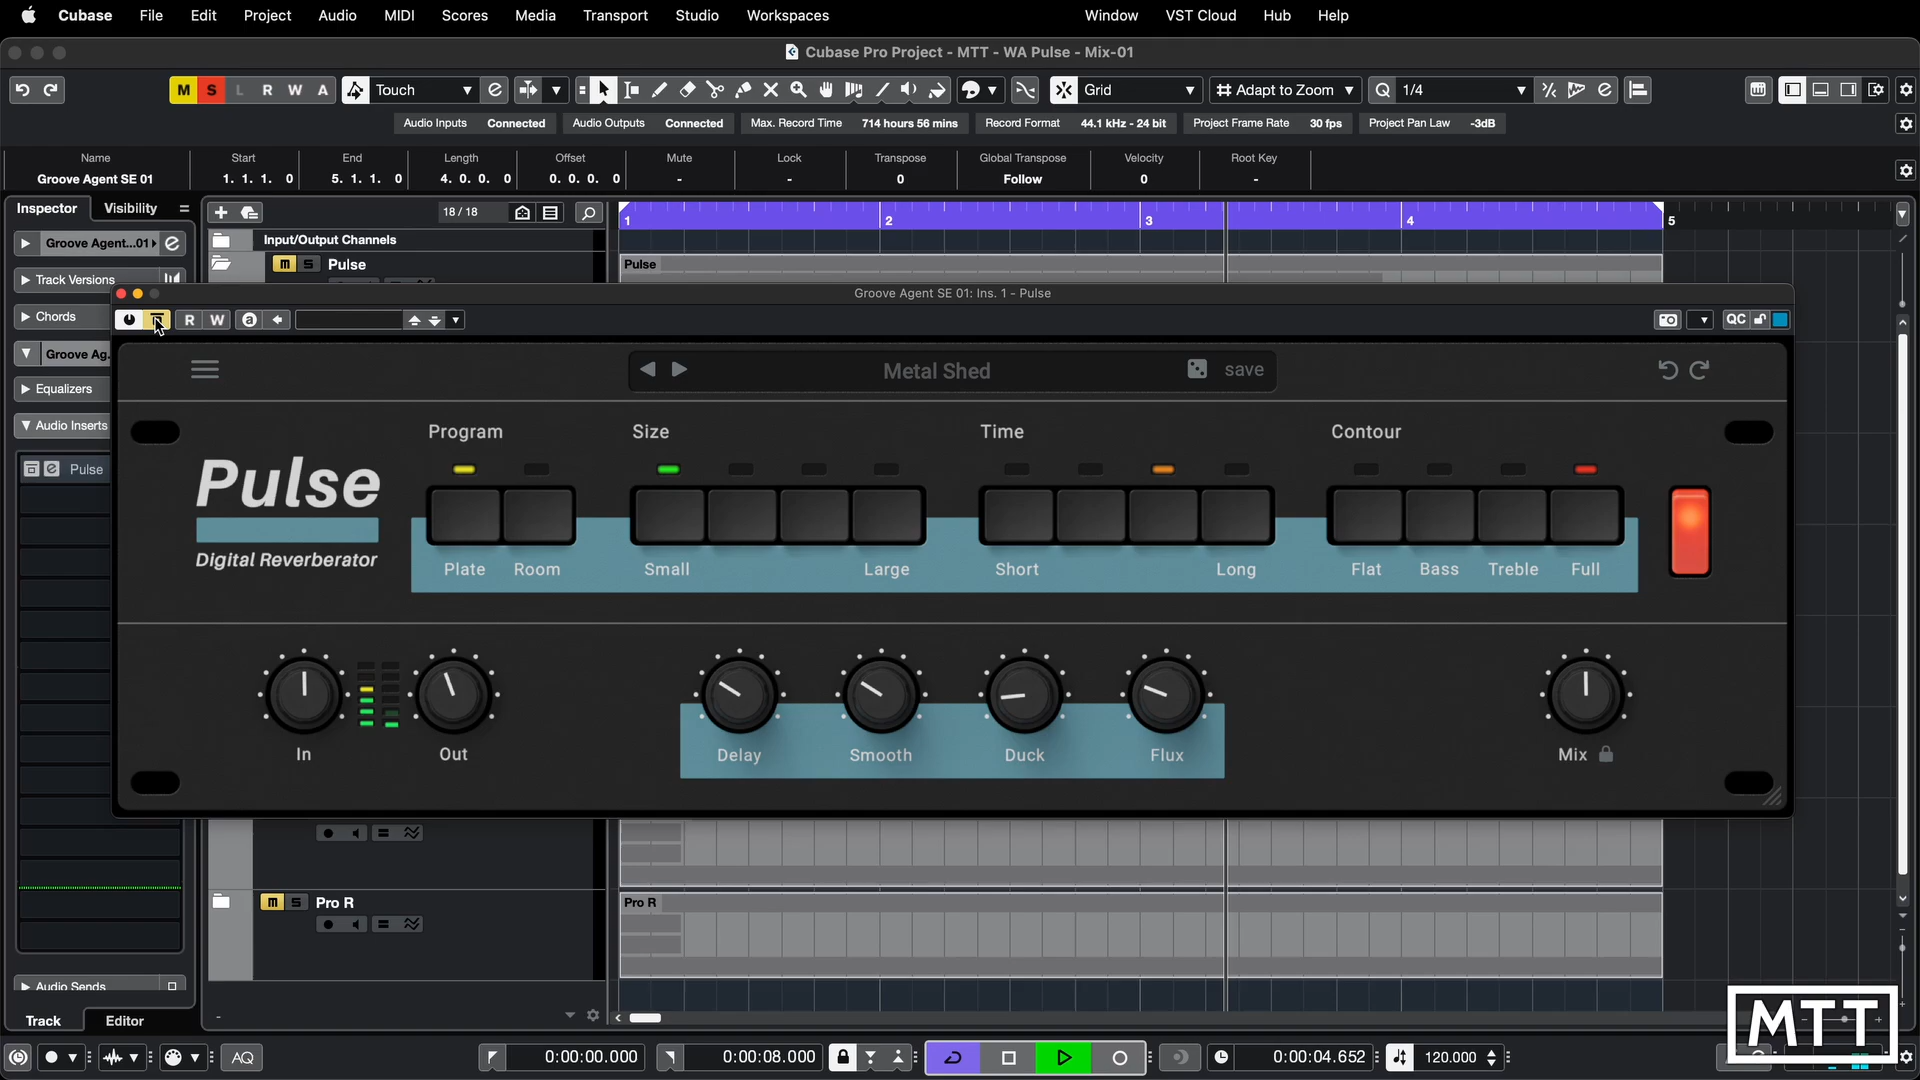 Cubase File Edit Project Audio MIDI Scores Media Transport Studio Workspaces Window VST Cloud Hub Help
Cubase Pro Project - MTT - WA Pulse - Mix-01
M S L R W A Touch Grid Adapt to Zoom Q 1/4
Audio Inputs Connected Audio Outputs Connected Max. Record Time 714 hours 56 mins Record Format 44.1 kHz - 24 bit Project Frame Rate 30 fps Project Pan Law -3dB
Name Start End Length Offset Mute Lock Transpose Global Transpose Velocity Root Key
Groove Agent SE 01 1. 1. 1. 0 5. 1. 1. 0 4. 0. 0. 0 0. 0. 0. 0 - - 0 Follow 0 -
Inspector Visibility 18 / 18 1 2 3 4 5
Groove Agent...01 Input/Output Channels
m s Pulse Pulse
Track Versions
Groove Agent SE 01: Ins. 1 - Pulse
Chords R W a QC
Groove Ag.
Metal Shed save
Equalizers
Audio Inserts
Program Size Time Contour
Pulse
Pulse
Digital Reverberator
Plate Room Small Large Short Long Flat Bass Treble Full
In Out Delay Smooth Duck Flux Mix
m s Pro R Pro R
Audio Sends
Track Editor
MTT
AQ 0:00:00.000 0:00:08.000 0:00:04.652 120.000